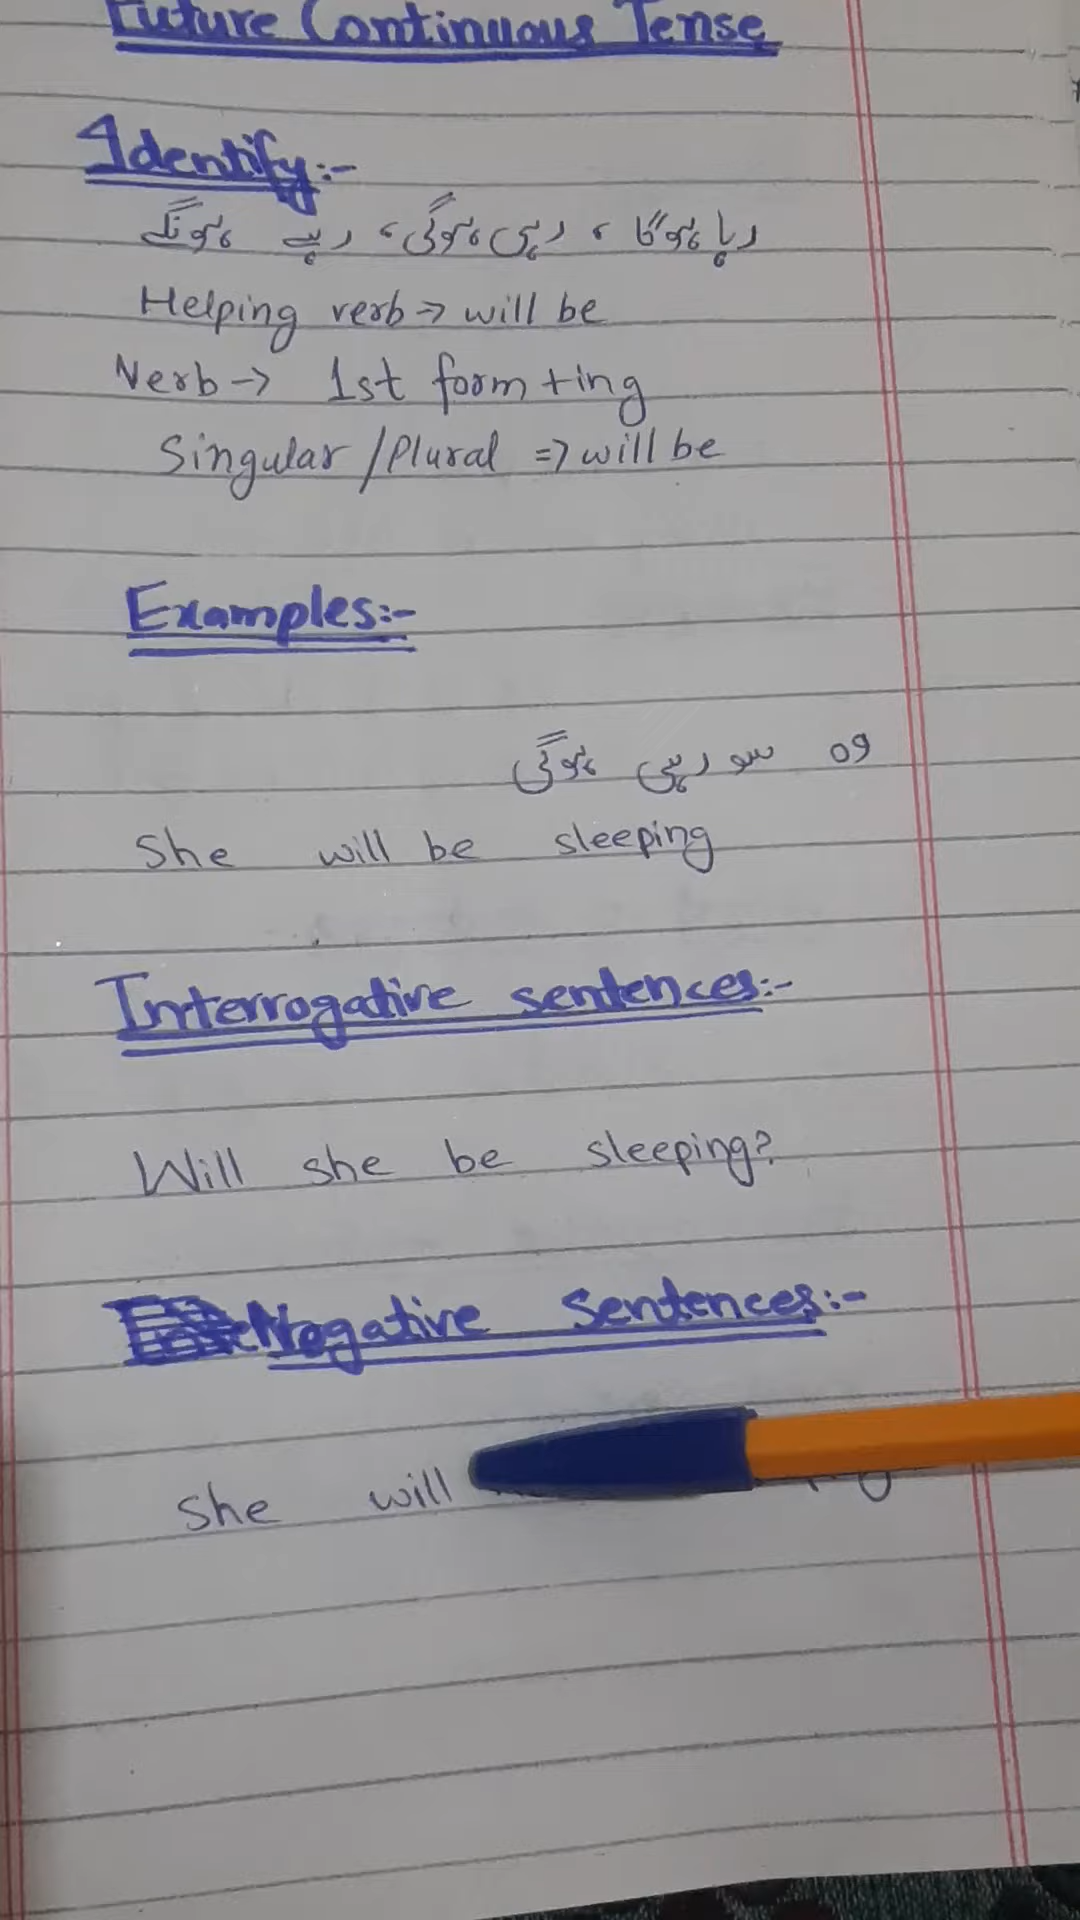 Future Continuous Tense
Identify:-
رہا ہوگا ، رہی ہوگی ، رہے ہونگے
Helping verb → will be
Verb → 1st form + ing
Singular / Plural => will be
Examples:-
وہ سو رہی ہوگی
She will be sleeping
Interrogative sentences:-
Will she be sleeping?
Negative Sentences:-
She will